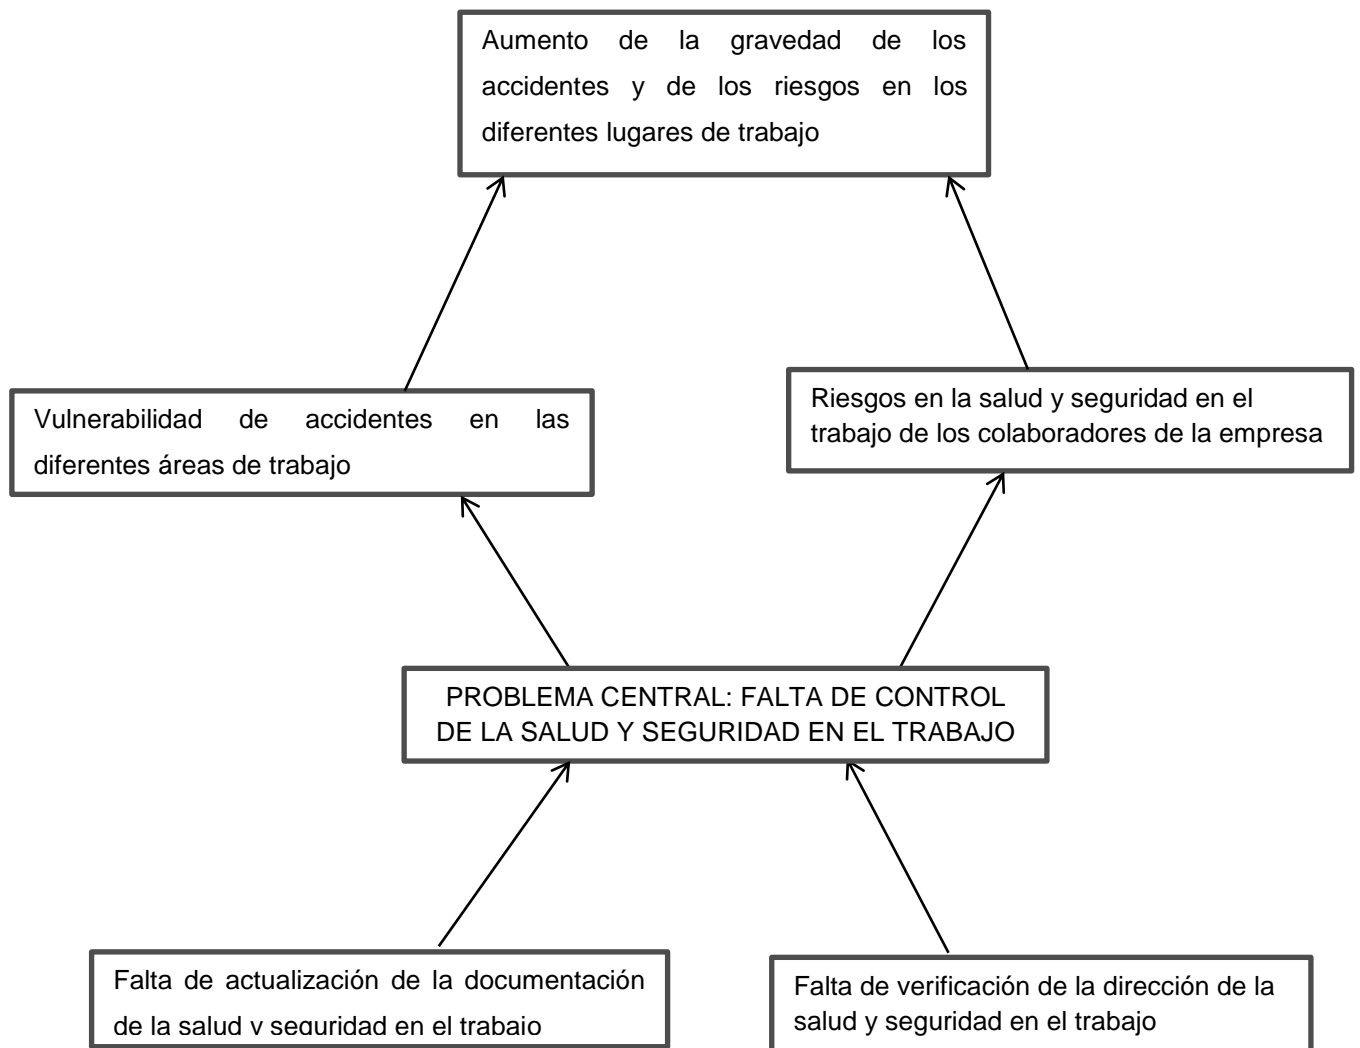 Aumento de la gravedad de los
accidentes y de los riesgos en los
diferentes lugares de trabajo
Vulnerabilidad de accidentes en las
diferentes áreas de trabajo
Riesgos en la salud y seguridad en el
trabajo de los colaboradores de la empresa
PROBLEMA CENTRAL: FALTA DE CONTROL
DE LA SALUD Y SEGURIDAD EN EL TRABAJO
Falta de actualización de la documentación
de la salud y seguridad en el trabajo
Falta de verificación de la dirección de la
salud y seguridad en el trabajo